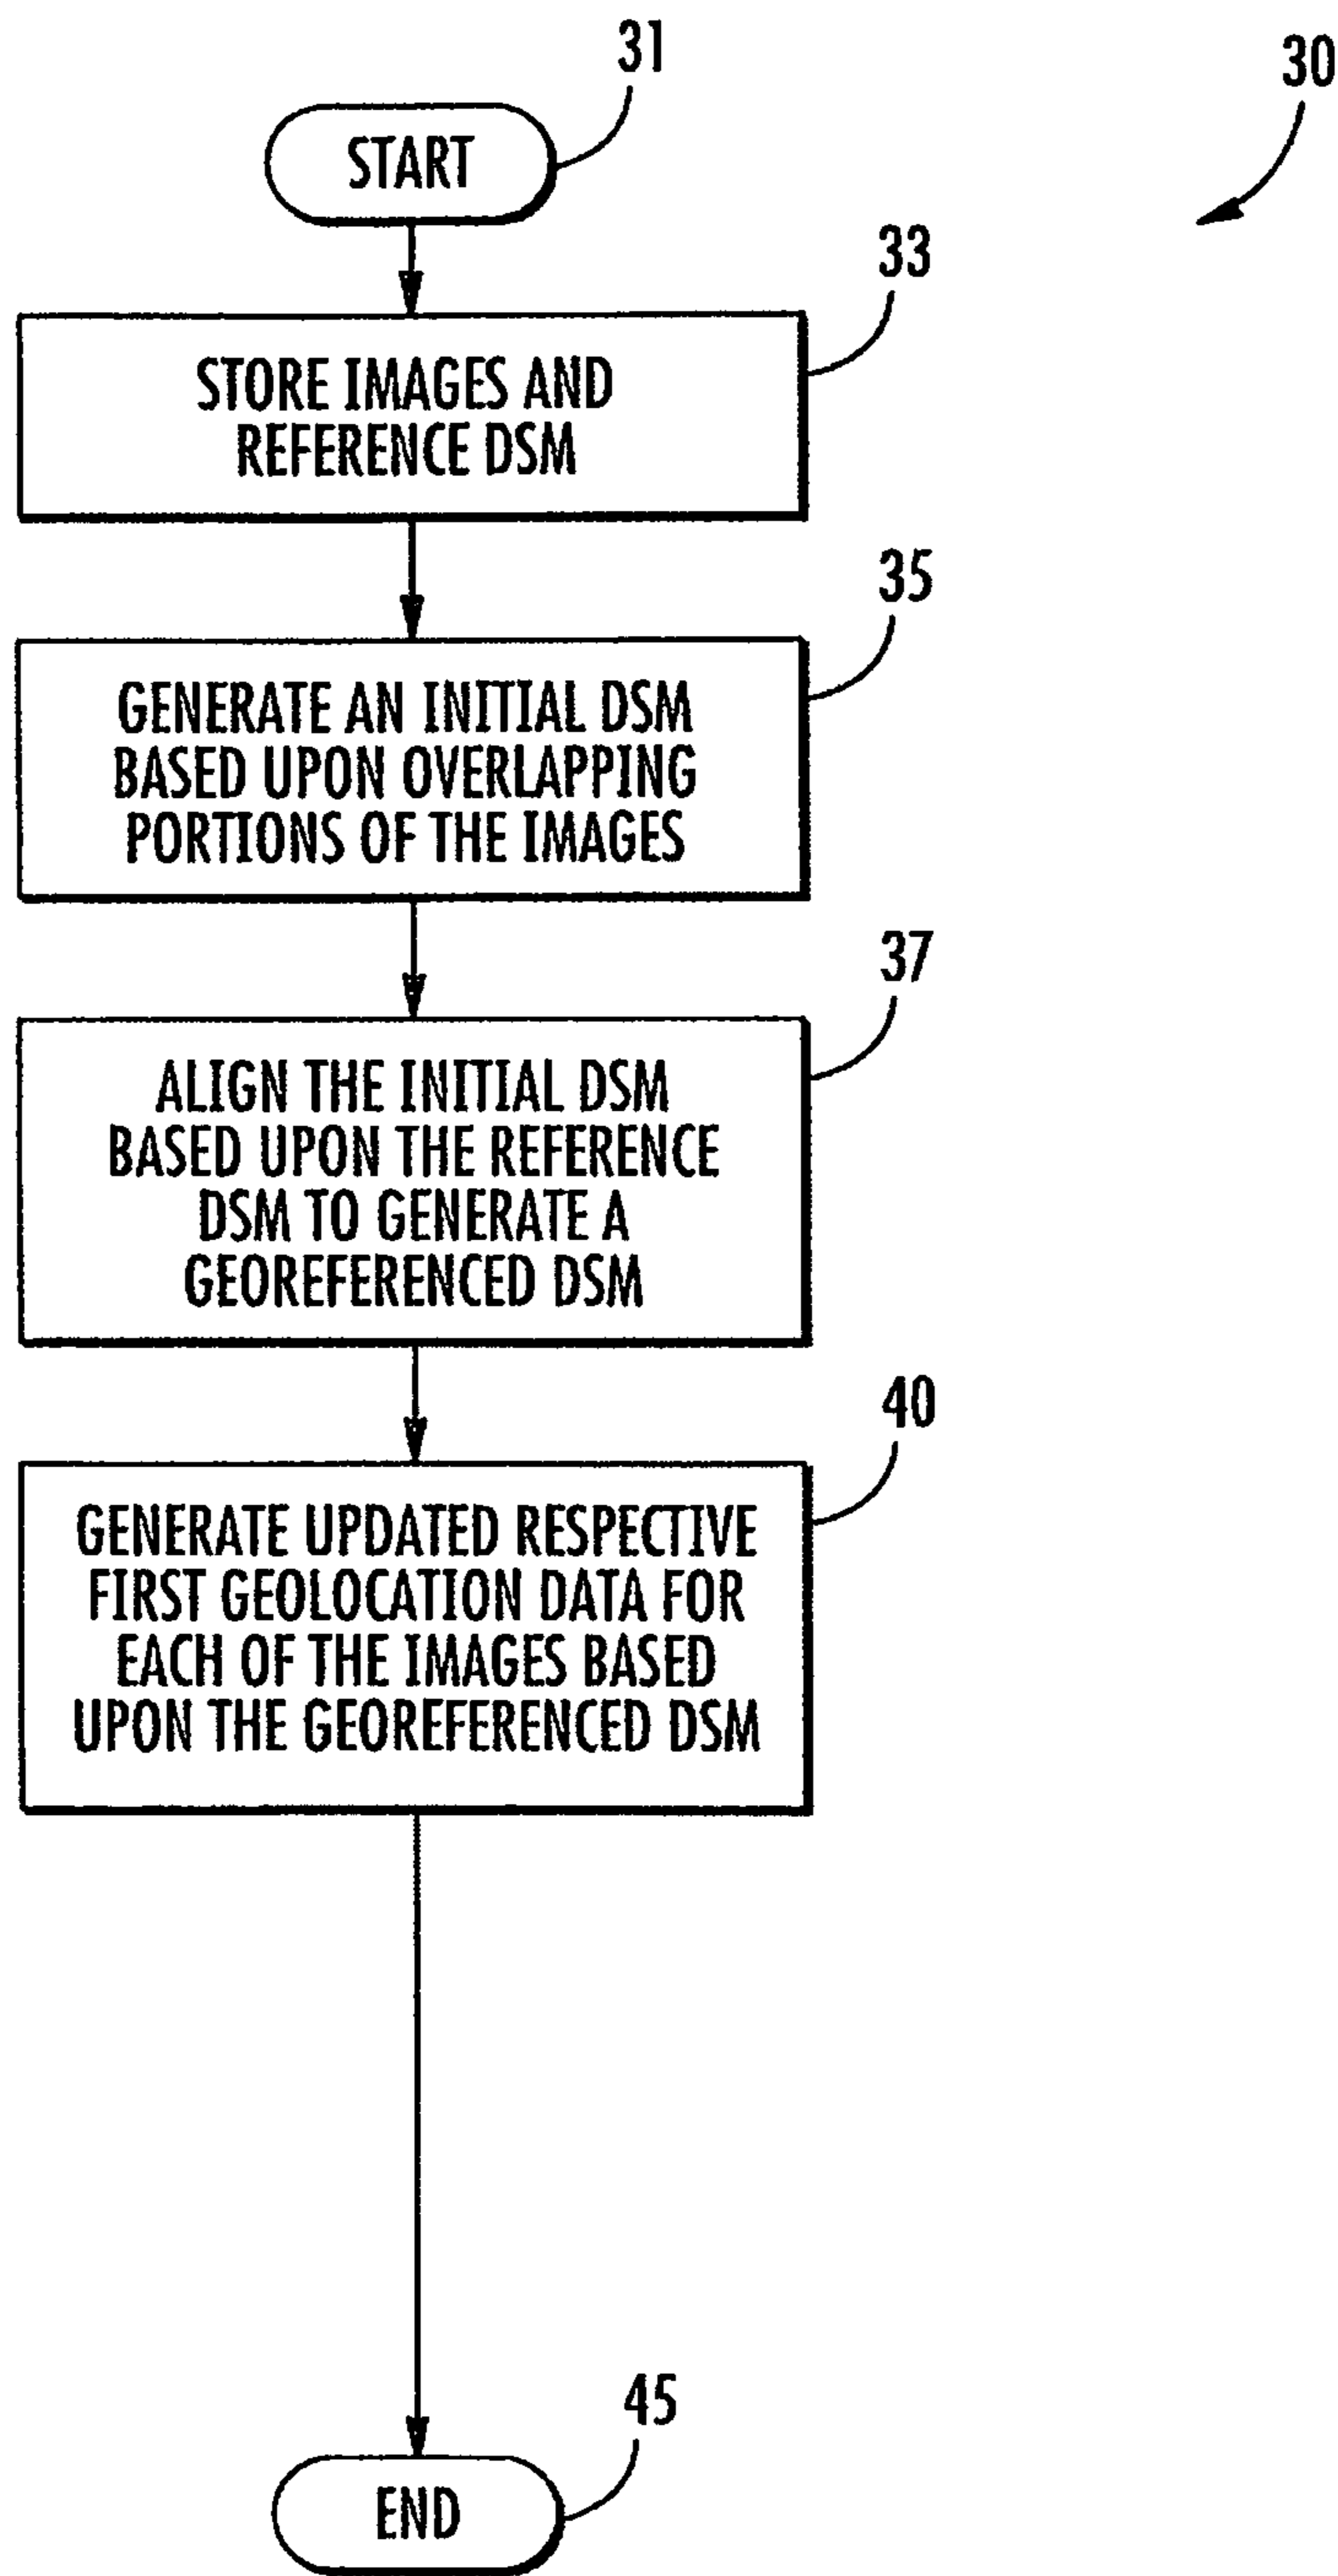 31
30
START
33
STORE IMAGES AND
REFERENCE DSM
35
GENERATE AN INITIAL DSM
BASED UPON OVERLAPPING
PORTIONS OF THE IMAGES
37
ALIGN THE INITIAL DSM
BASED UPON THE REFERENCE
DSM TO GENERATE A
GEOREFERENCED DSM
40
GENERATE UPDATED RESPECTIVE
FIRST GEOLOCATION DATA FOR
EACH OF THE IMAGES BASED
UPON THE GEOREFERENCED DSM
45
END